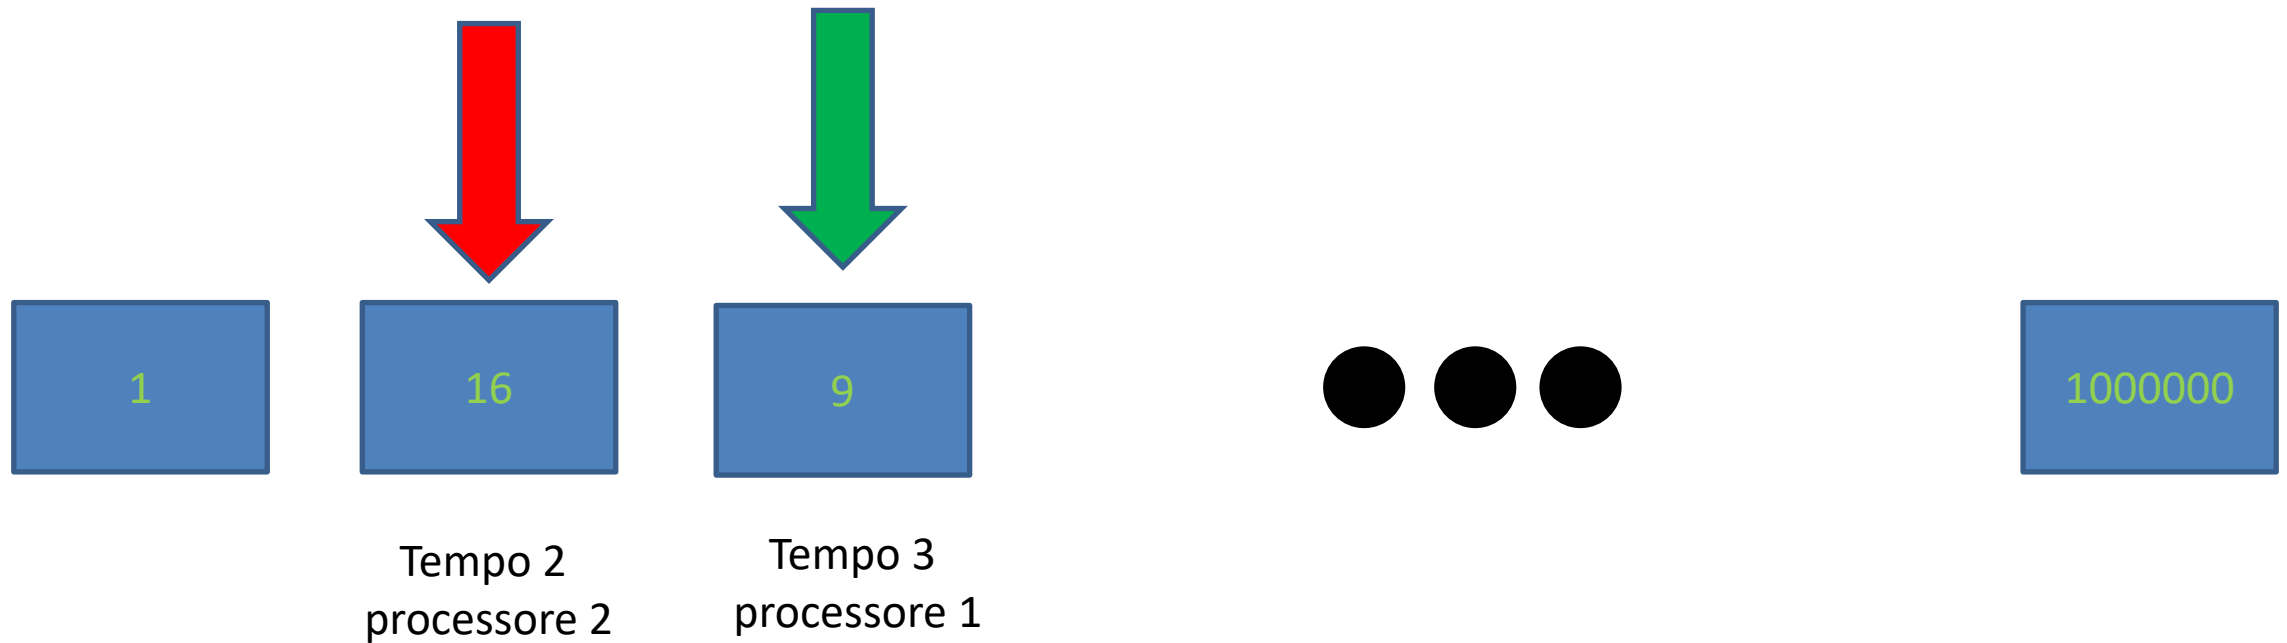 1
16
9
1000000
Tempo 2
processore 2
Tempo 3
processore 1